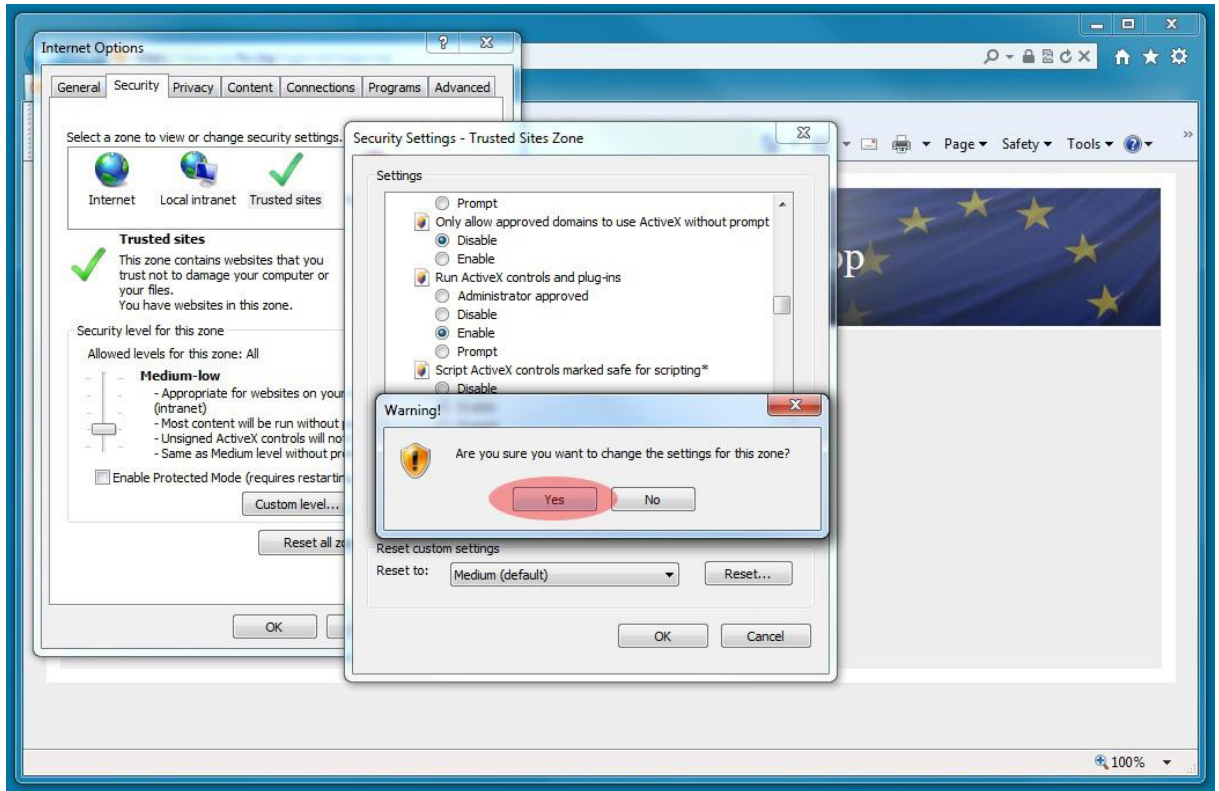 Internet Options
General Security Privacy Content Connections Programs Advanced
Select a zone to view or change security settings.
Internet Local intranet Trusted sites
Trusted sites
This zone contains websites that you
trust not to damage your computer or
your files.
You have websites in this zone.
Security level for this zone
Allowed levels for this zone: All
Medium-low
- Appropriate for websites on your
(intranet)
- Most content will be run without
- Unsigned ActiveX controls will
- Same as Medium level without
Enable Protected Mode (requires
Custom level...
Reset all
OK
Security Settings - Trusted Sites Zone
Settings
Prompt
Only allow approved domains to use ActiveX without prompt
Disable
Enable
Run ActiveX controls and plug-ins
Administrator approved
Disable
Enable
Prompt
Script ActiveX controls marked safe for scripting*
Disable
Warning!
Are you sure you want to change the settings for this zone?
Yes No
Reset custom settings
Reset to: Medium (default) Reset...
OK Cancel
Page Safety Tools
op
100%